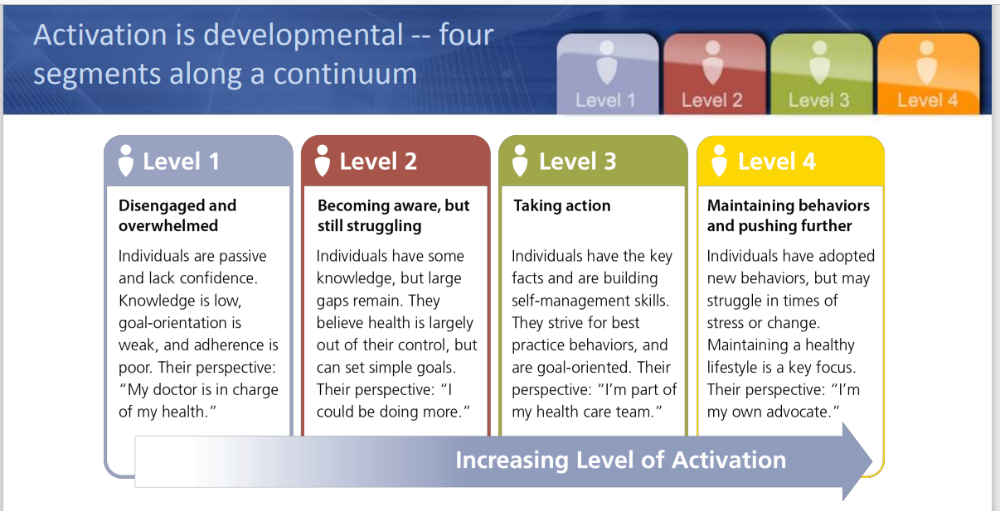 Activation is developmental -- four
segments along a continuum
Level 1
Level 2
Level 3
Level 4
Level 1
Disengaged and
overwhelmed
Individuals are passive
and lack confidence.
Knowledge is low,
goal-orientation is
weak, and adherence is
poor. Their perspective:
“My doctor is in charge
of my health.”
Level 2
Becoming aware, but
still struggling
Individuals have some
knowledge, but large
gaps remain. They
believe health is largely
out of their control, but
can set simple goals.
Their perspective: “I
could be doing more.”
Level 3
Taking action
Individuals have the key
facts and are building
self-management skills.
They strive for best
practice behaviors, and
are goal-oriented. Their
perspective: “I’m part of
my health care team.”
Level 4
Maintaining behaviors
and pushing further
Individuals have adopted
new behaviors, but may
struggle in times of
stress or change.
Maintaining a healthy
lifestyle is a key focus.
Their perspective: “I’m
my own advocate.”
Increasing Level of Activation